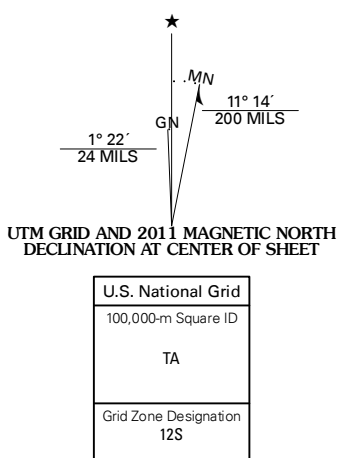 ★
MN
GN
11° 14´
200 MILS
1° 22´
24 MILS
UTM GRID AND 2011 MAGNETIC NORTH
DECLINATION AT CENTER OF SHEET
U.S. National Grid
100,000-m Square ID
TA
Grid Zone Designation
12S